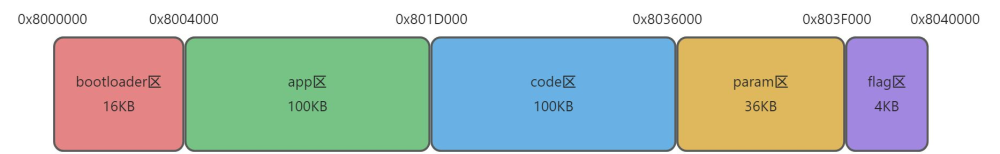 0x8000000 0x8004000 0x801D000 0x8036000 0x803F000 0x8040000
bootloader区 app区 code区 param区 flag区
16KB 100KB 100KB 36KB 4KB